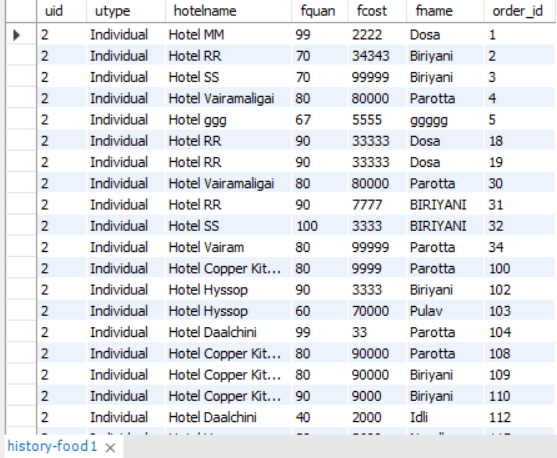 uid utype hotelname fquan fcost fname order_id
2 Individual Hotel MM 99 2222 Dosa 1
2 Individual Hotel RR 70 34343 Biriyani 2
2 Individual Hotel SS 70 99999 Biriyani 3
2 Individual Hotel Vairamaligai 80 80000 Parotta 4
2 Individual Hotel ggg 67 5555 ggggg 5
2 Individual Hotel RR 90 33333 Dosa 18
2 Individual Hotel RR 90 33333 Dosa 19
2 Individual Hotel Vairamaligai 80 80000 Parotta 30
2 Individual Hotel RR 90 7777 BIRIYANI 31
2 Individual Hotel SS 100 3333 BIRIYANI 32
2 Individual Hotel Vairam 80 99999 Parotta 34
2 Individual Hotel Copper Kit... 80 9999 Parotta 100
2 Individual Hotel Hyssop 90 3333 Biriyani 102
2 Individual Hotel Hyssop 60 70000 Pulav 103
2 Individual Hotel Daalchini 99 33 Parotta 104
2 Individual Hotel Copper Kit... 80 90000 Parotta 108
2 Individual Hotel Copper Kit... 80 90000 Biriyani 109
2 Individual Hotel Copper Kit... 90 9000 Biriyani 110
2 Individual Hotel Daalchini 40 2000 Idli 112
history-food1